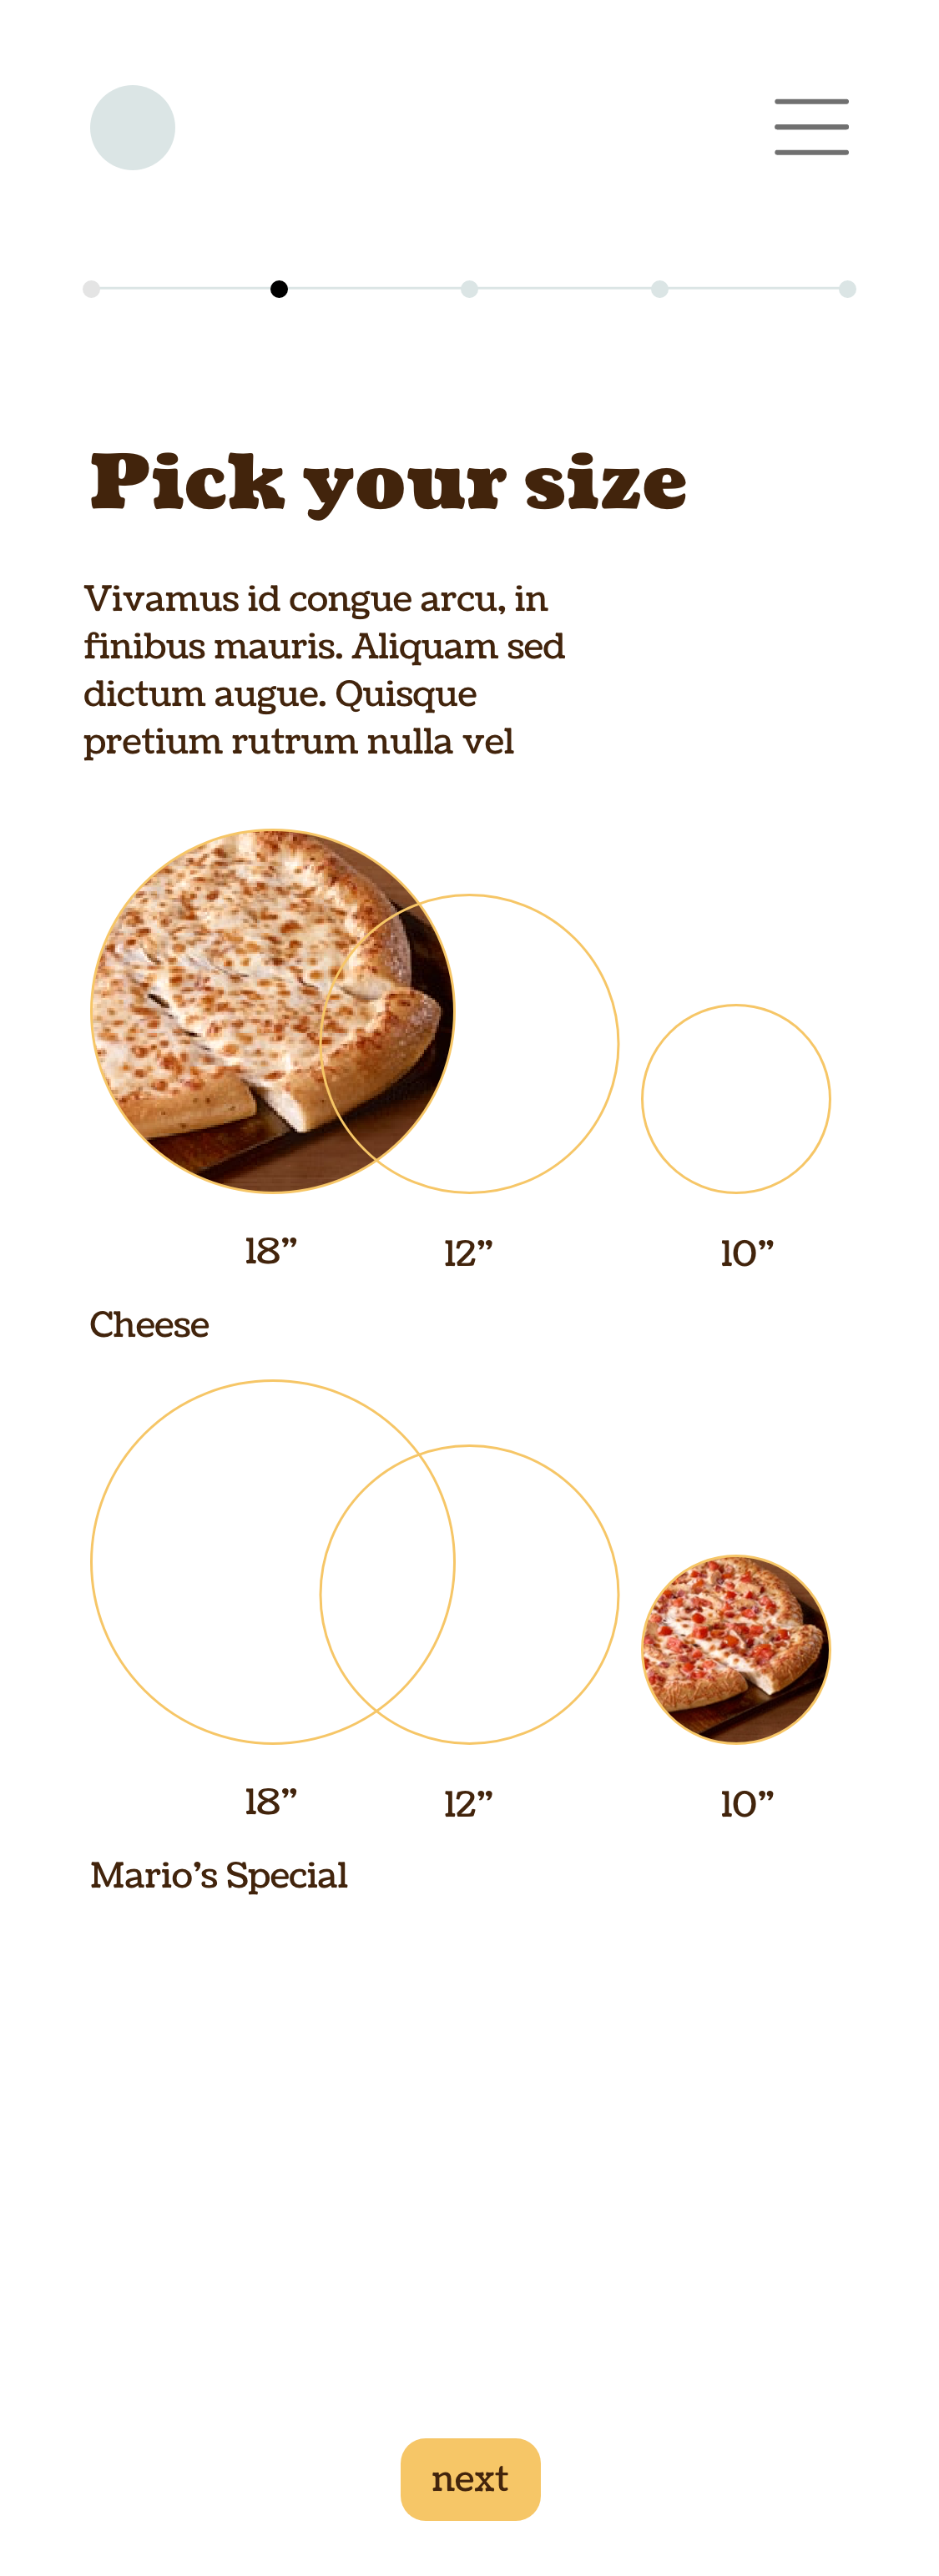 Pick your size
Vivamus id congue arcu, in
finibus mauris. Aliquam sed
dictum augue. Quisque
pretium rutrum nulla vel
18” 12” 10”
Cheese
18” 12” 10”
Mario’s Special
next